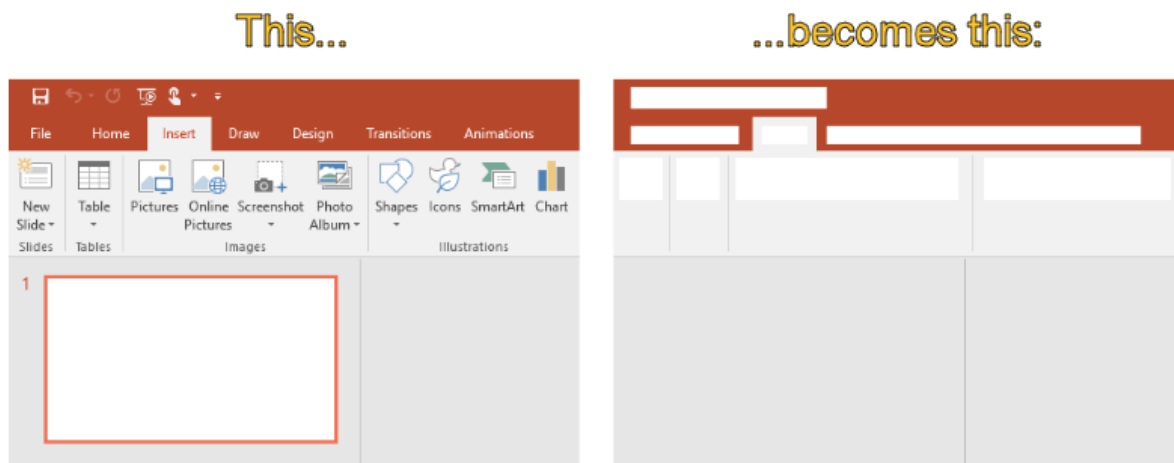 This...
...becomes this:
File Home Insert Draw Design Transitions Animations
New Slide
Table
Pictures
Online Pictures
Screenshot
Photo Album
Shapes
Icons
SmartArt
Chart
Slides Tables Images Illustrations
1